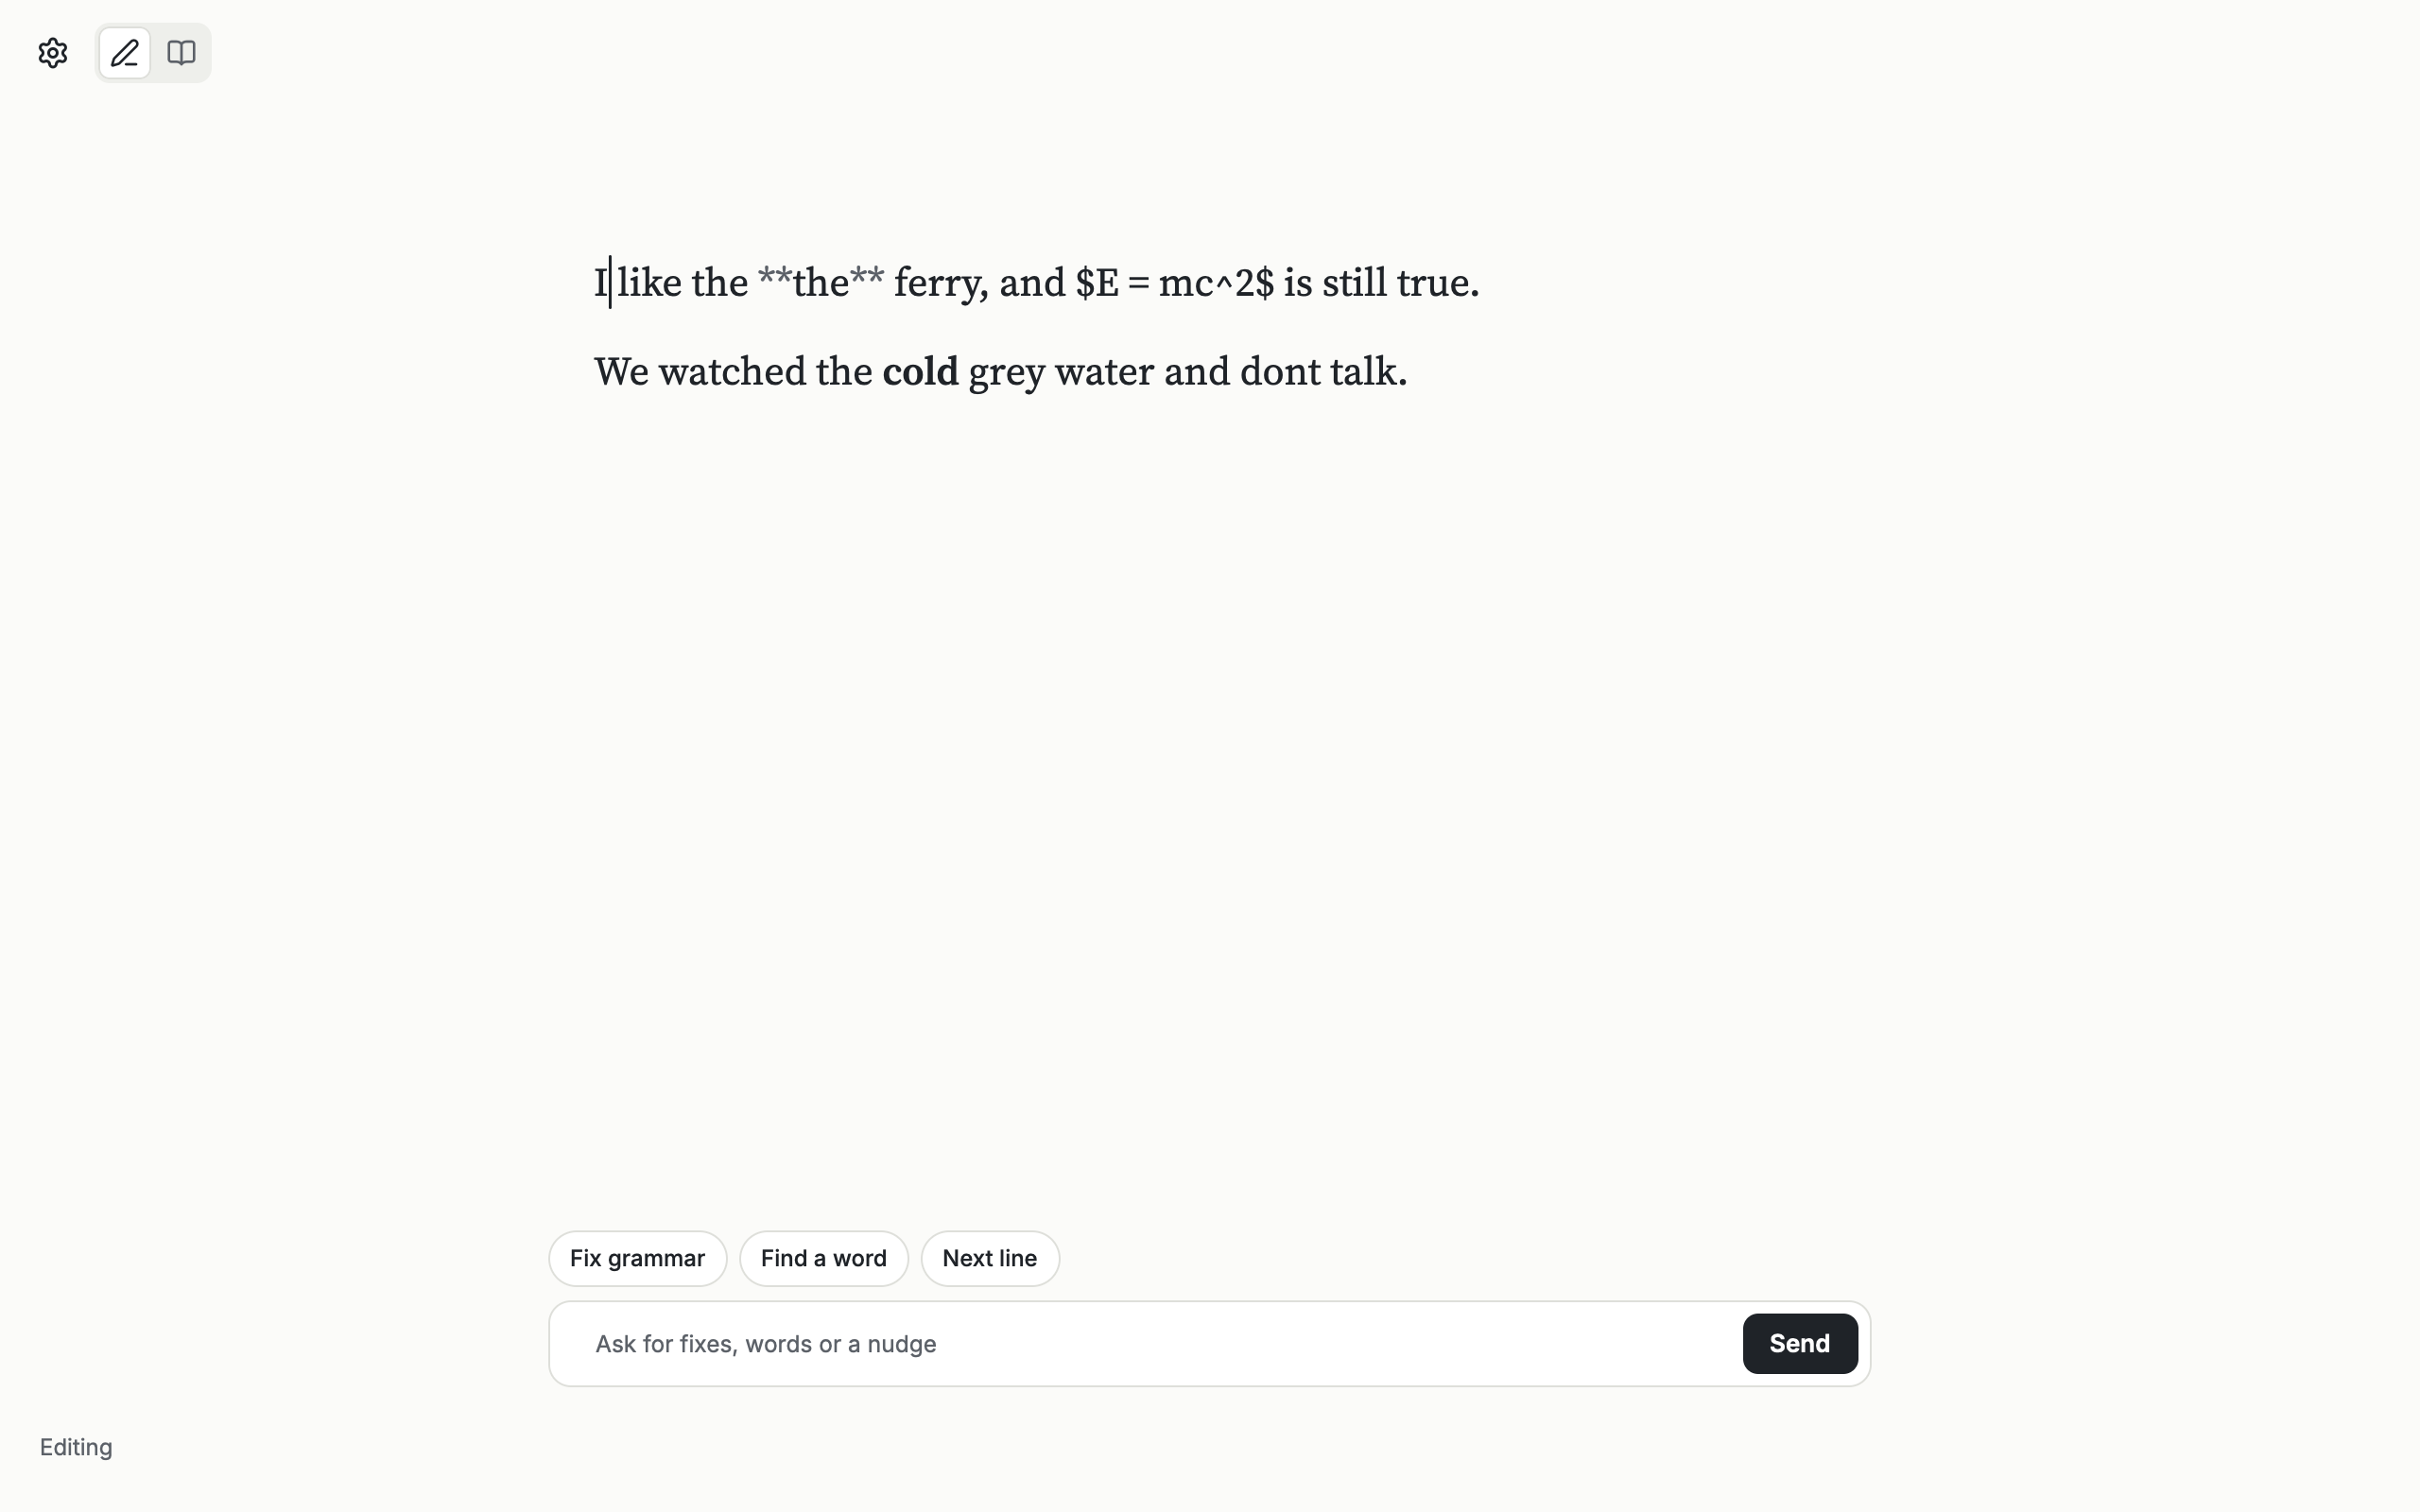 I like the **the** ferry, and $E = mc^2$ is still true.
We watched the cold grey water and dont talk.
Fix grammar
Find a word
Next line
Ask for fixes, words or a nudge
Send
Editing